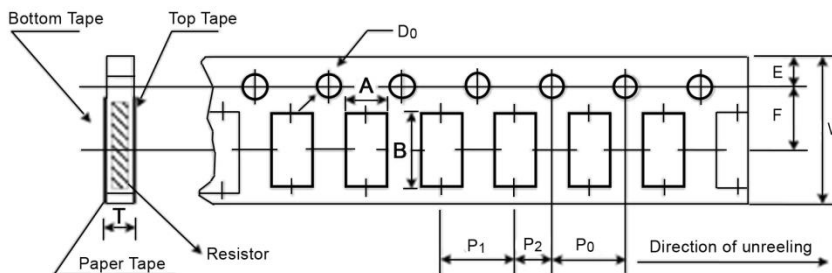 Bottom Tape
Top Tape
D0
A
E
F
B
T
Resistor
Paper Tape
P1
P2
P0
Direction of unreeling